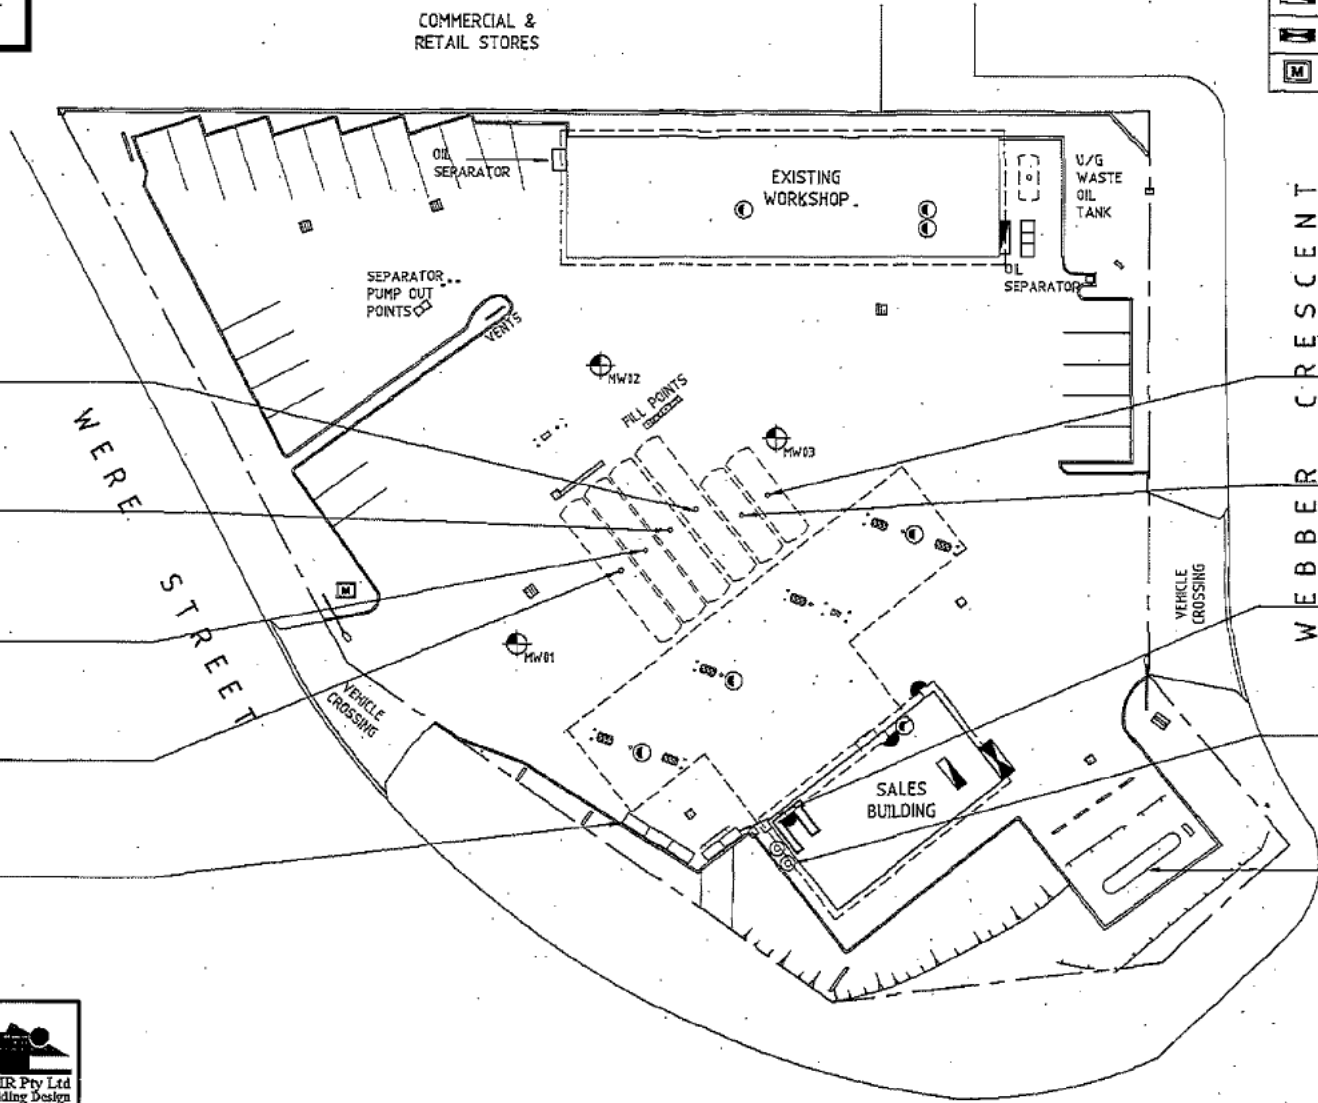 COMMERCIAL &
RETAIL STORES
M
OIL
SEPARATOR
EXISTING
WORKSHOP
U/G
WASTE
OIL
TANK
SEPARATOR
PUMP OUT
POINTS
VENTS
OIL
SEPARATOR
MW02
FILL POINTS
MW03
WERE STREET
WEBBER CRESCENT
M
MW01
VEHICLE
CROSSING
VEHICLE
CROSSING
SALES
BUILDING
IR Pty Ltd
ding Design